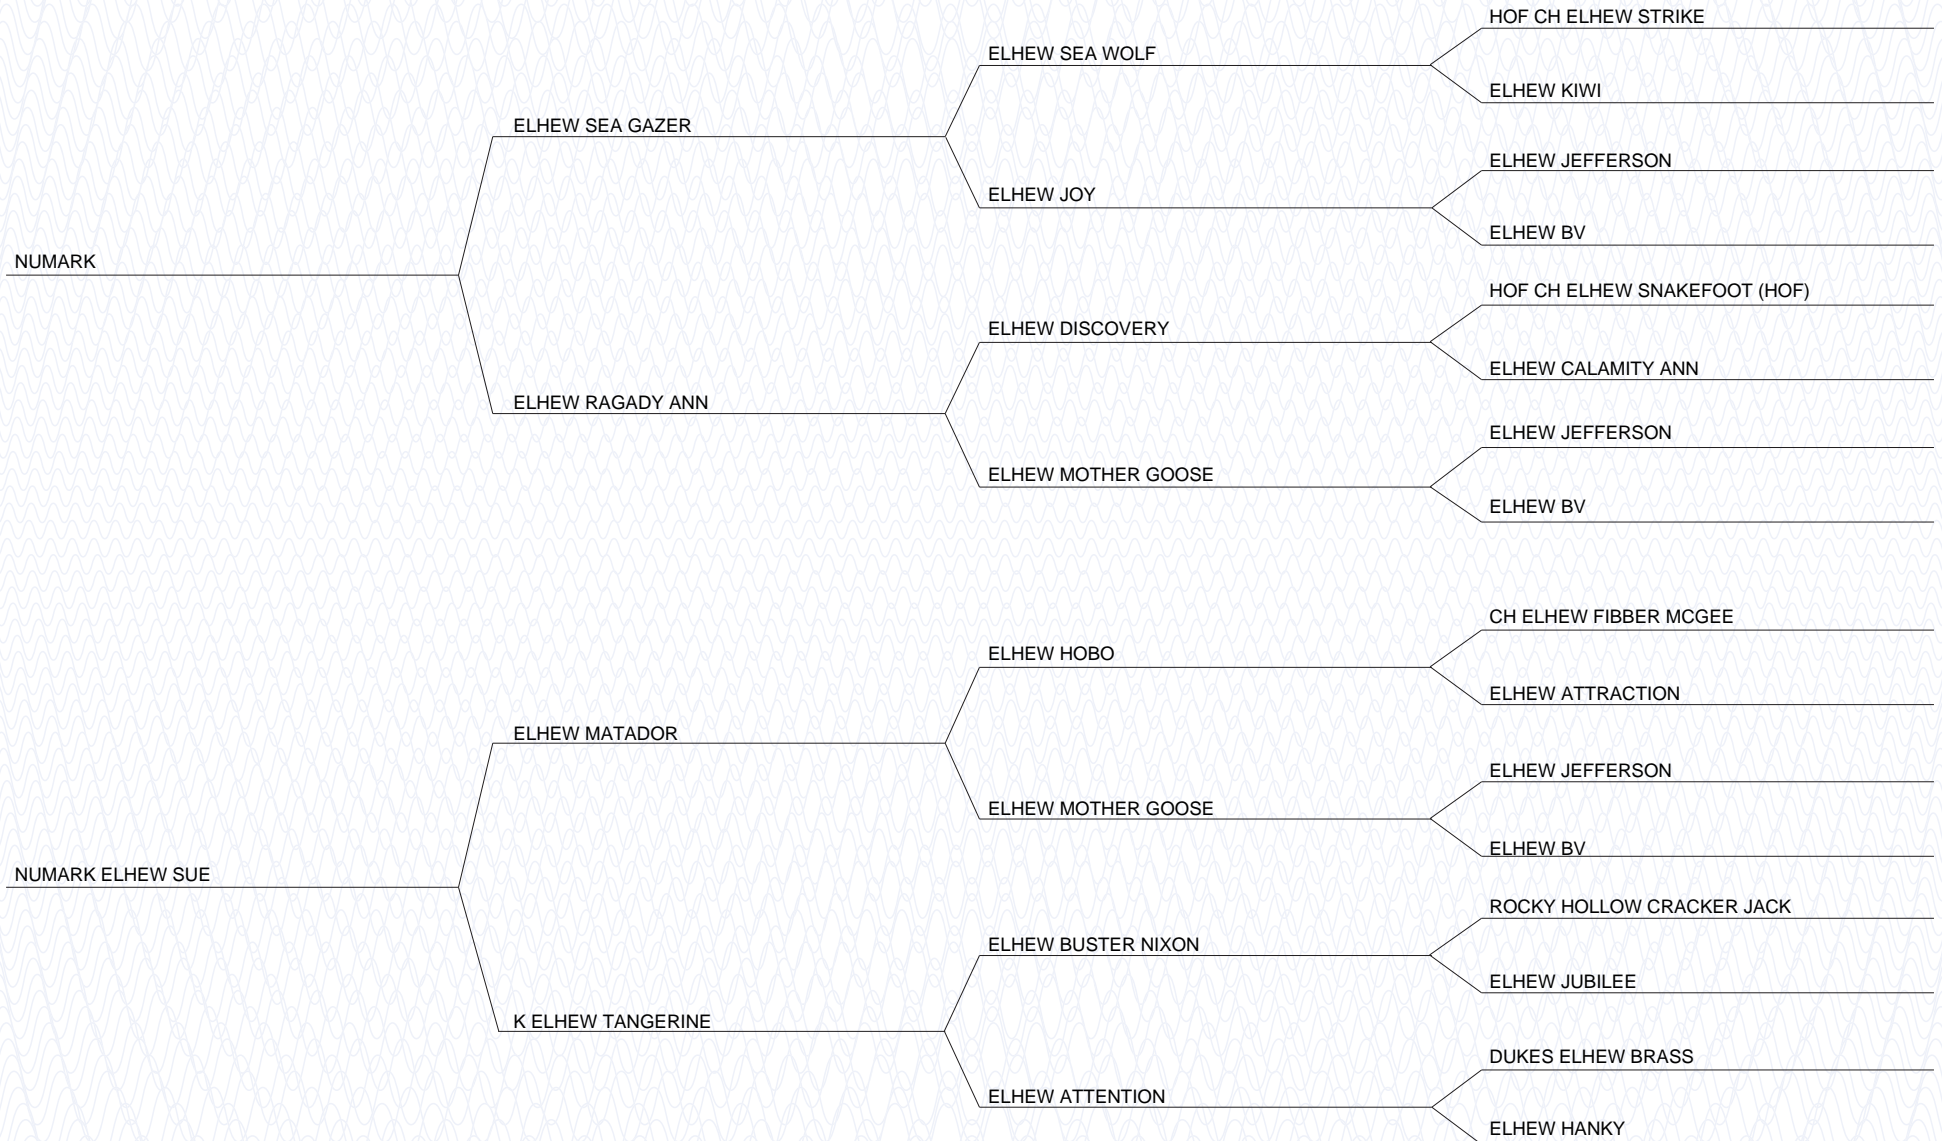 HOF CH ELHEW STRIKE
ELHEW SEA WOLF
ELHEW KIWI
ELHEW SEA GAZER
ELHEW JEFFERSON
ELHEW JOY
ELHEW BV
NUMARK
HOF CH ELHEW SNAKEFOOT (HOF)
ELHEW DISCOVERY
ELHEW CALAMITY ANN
ELHEW RAGADY ANN
ELHEW JEFFERSON
ELHEW MOTHER GOOSE
ELHEW BV
CH ELHEW FIBBER MCGEE
ELHEW HOBO
ELHEW ATTRACTION
ELHEW MATADOR
ELHEW JEFFERSON
ELHEW MOTHER GOOSE
ELHEW BV
NUMARK ELHEW SUE
ROCKY HOLLOW CRACKER JACK
ELHEW BUSTER NIXON
ELHEW JUBILEE
K ELHEW TANGERINE
DUKES ELHEW BRASS
ELHEW ATTENTION
ELHEW HANKY